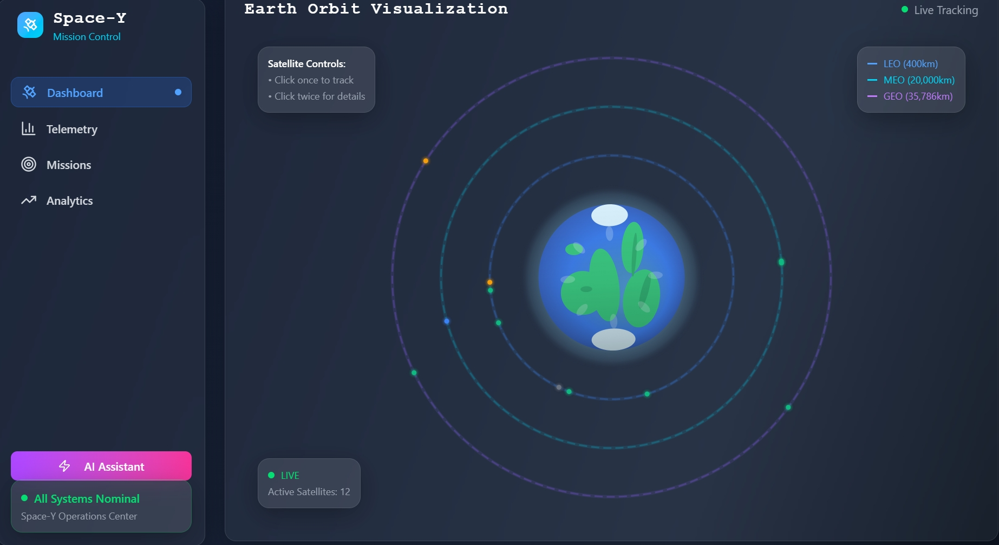 Space-Y
Mission Control
Dashboard
Telemetry
Missions
Analytics
AI Assistant
All Systems Nominal
Space-Y Operations Center
Earth Orbit Visualization
Live Tracking
Satellite Controls:
• Click once to track
• Click twice for details
LEO (400km)
MEO (20,000km)
GEO (35,786km)
LIVE
Active Satellites: 12